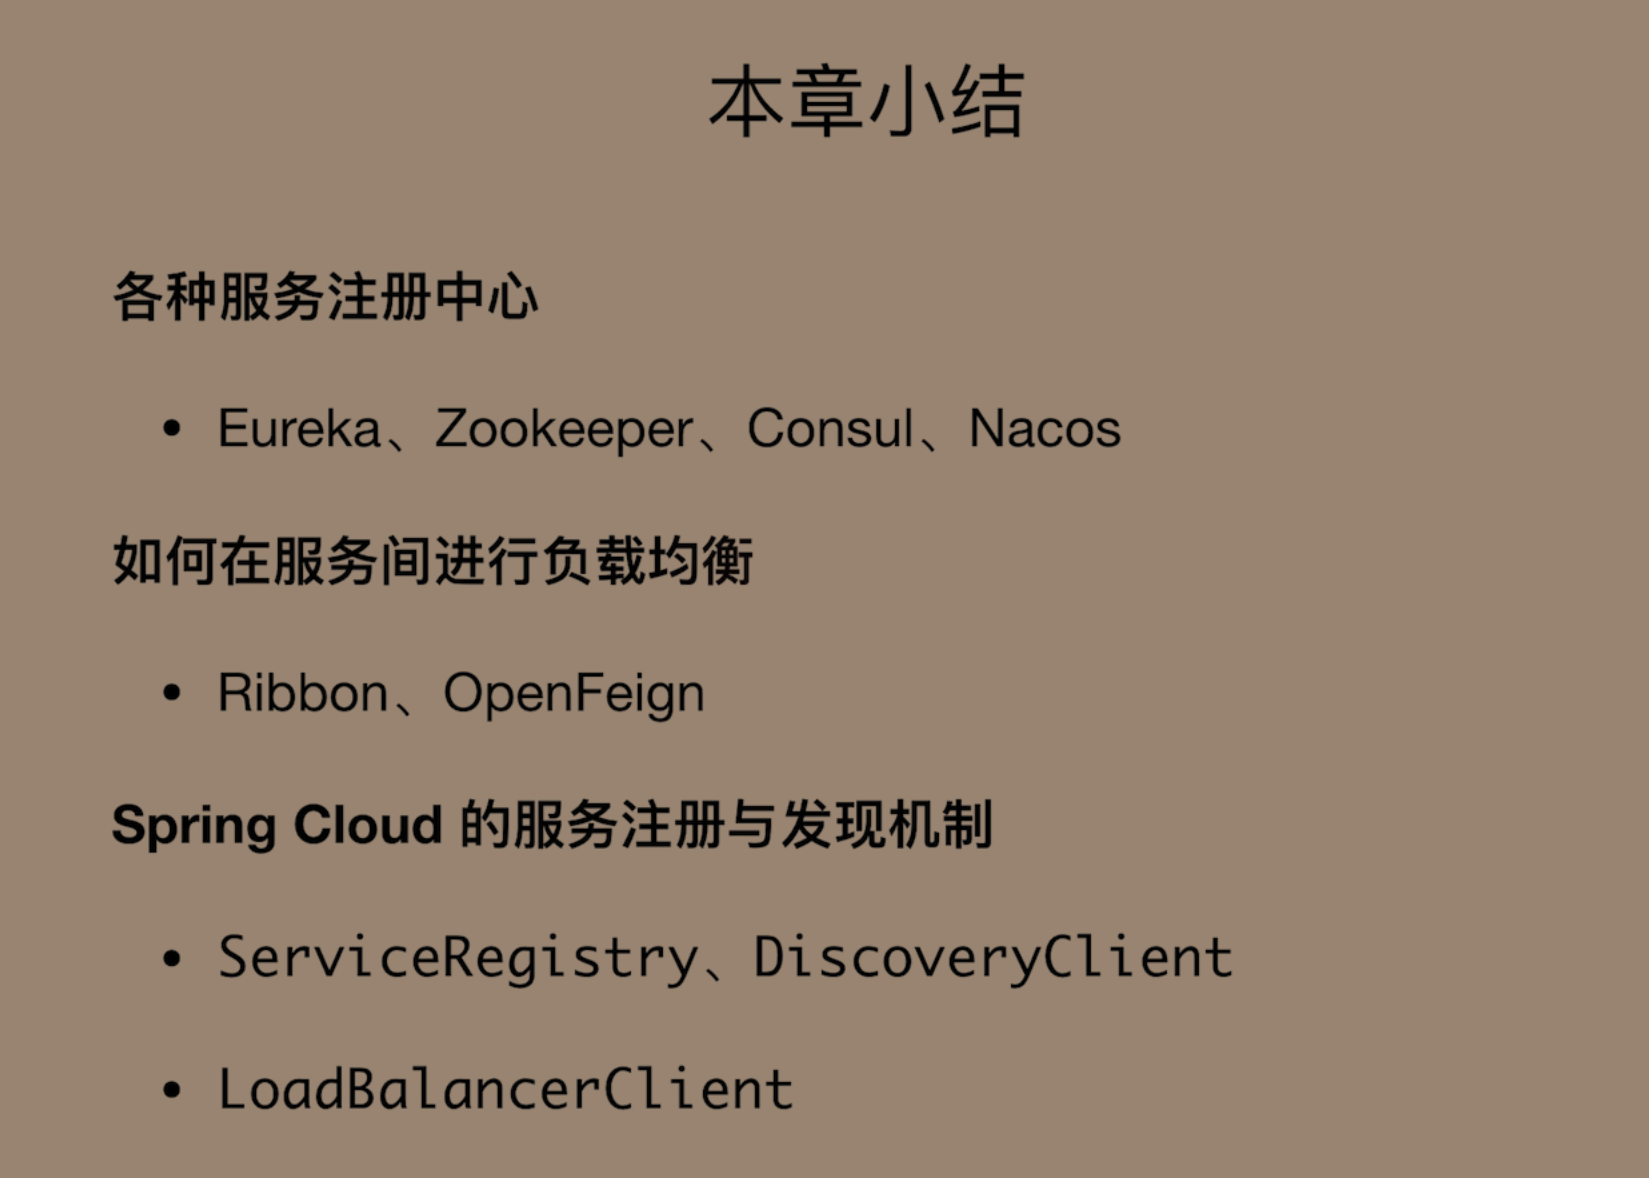 本章小结
各种服务注册中心
• Eureka、Zookeeper、Consul、Nacos
如何在服务间进行负载均衡
• Ribbon、OpenFeign
Spring Cloud 的服务注册与发现机制
• ServiceRegistry、DiscoveryClient
• LoadBalancerClient